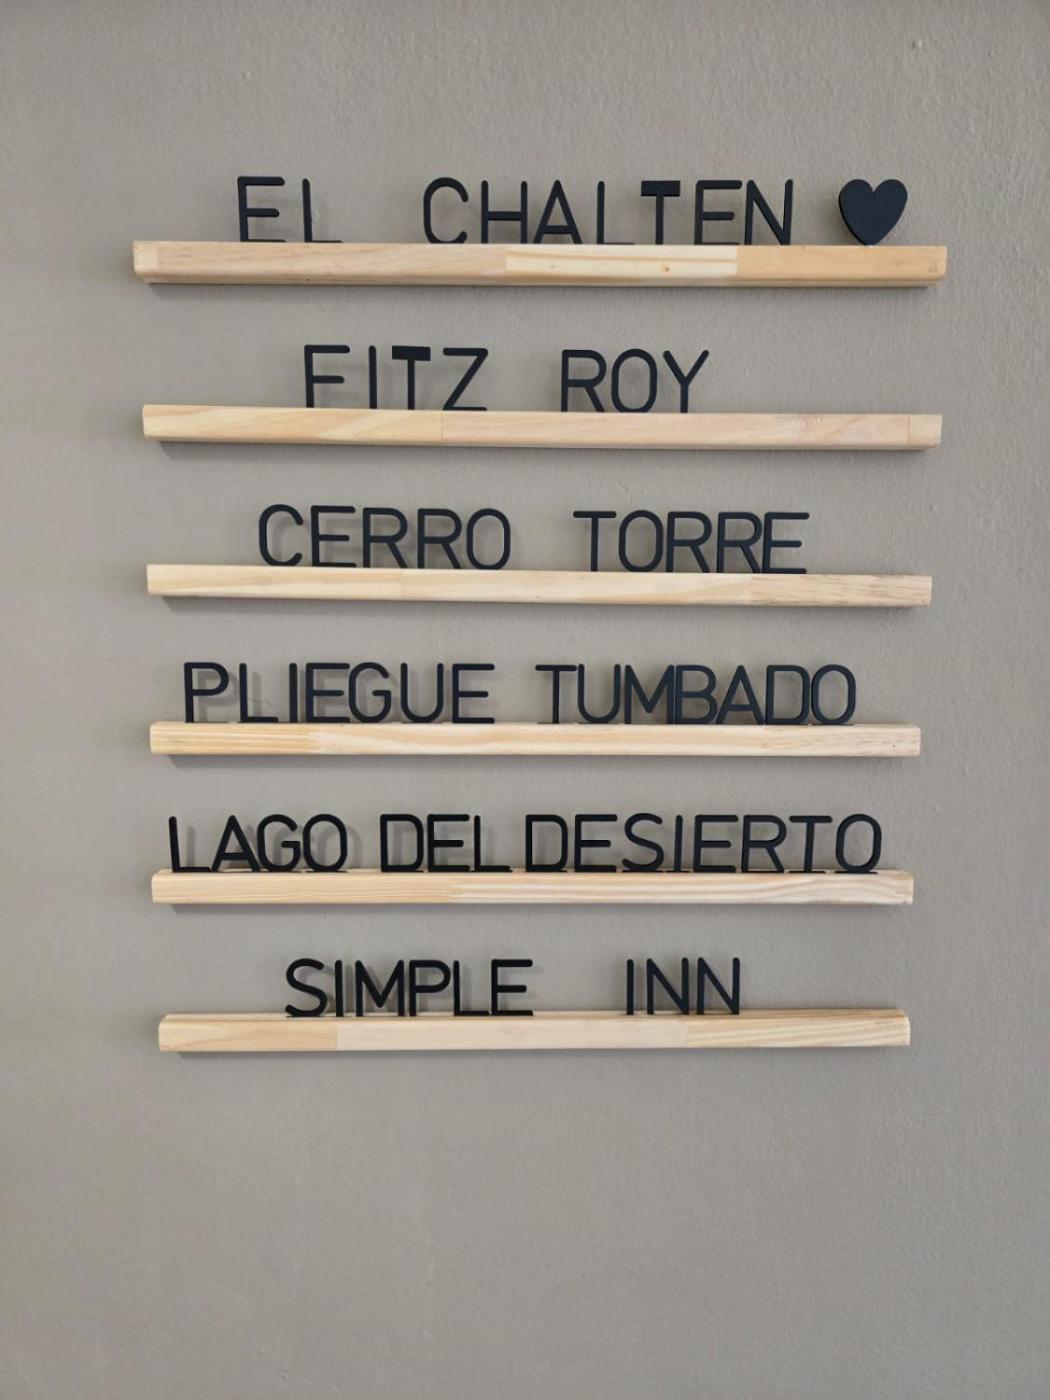 EL CHALTEN ♥
FITZ ROY
CERRO TORRE
PLIEGUE TUMBADO
LAGO DEL DESIERTO
SIMPLE INN